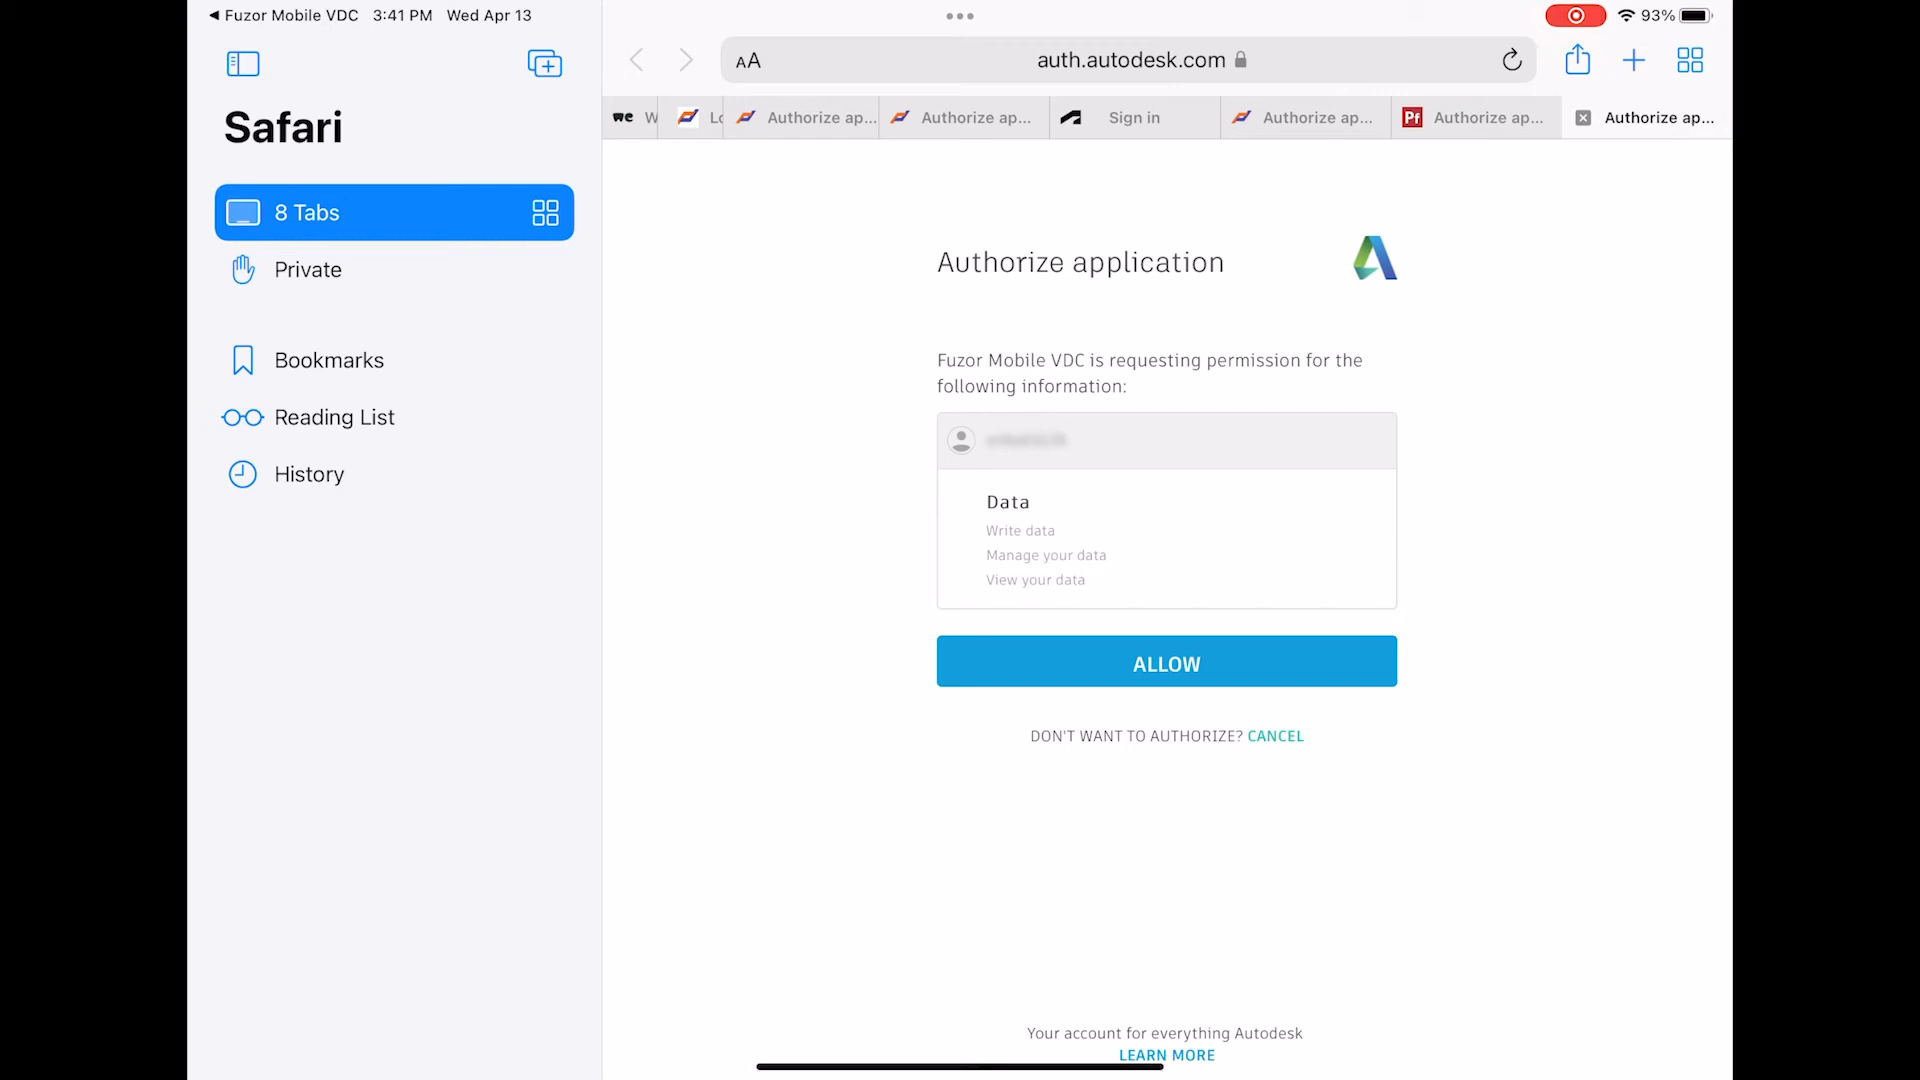 ◀ Fuzor Mobile VDC 3:41 PM Wed Apr 13
93%
Safari
8 Tabs
Private
Bookmarks
Reading List
History
AA auth.autodesk.com
we W Lo Authorize ap... Authorize ap... Sign in Authorize ap... Pf Authorize ap... Authorize ap...
Authorize application
Fuzor Mobile VDC is requesting permission for the
following information:
Data
Write data
Manage your data
View your data
ALLOW
DON'T WANT TO AUTHORIZE? CANCEL
Your account for everything Autodesk
LEARN MORE